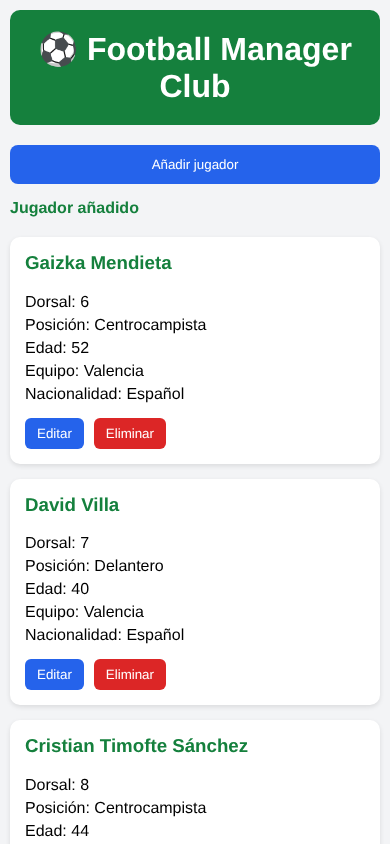 ⚽ Football Manager
Club
Añadir jugador
Jugador añadido
Gaizka Mendieta
Dorsal: 6
Posición: Centrocampista
Edad: 52
Equipo: Valencia
Nacionalidad: Español
Editar Eliminar
David Villa
Dorsal: 7
Posición: Delantero
Edad: 40
Equipo: Valencia
Nacionalidad: Español
Editar Eliminar
Cristian Timofte Sánchez
Dorsal: 8
Posición: Centrocampista
Edad: 44